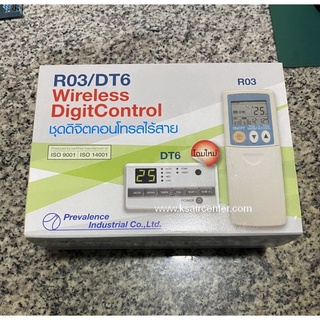 R03/DT6
Wireless
DigitControl
ชุดดิจิตคอนโทรลไร้สาย
ISO 9001 ISO 14001
R03
DT6
โฉมใหม่
25
25
POWER
www.ksaircenter.com
Prevalence
Industrial Co.,Ltd.